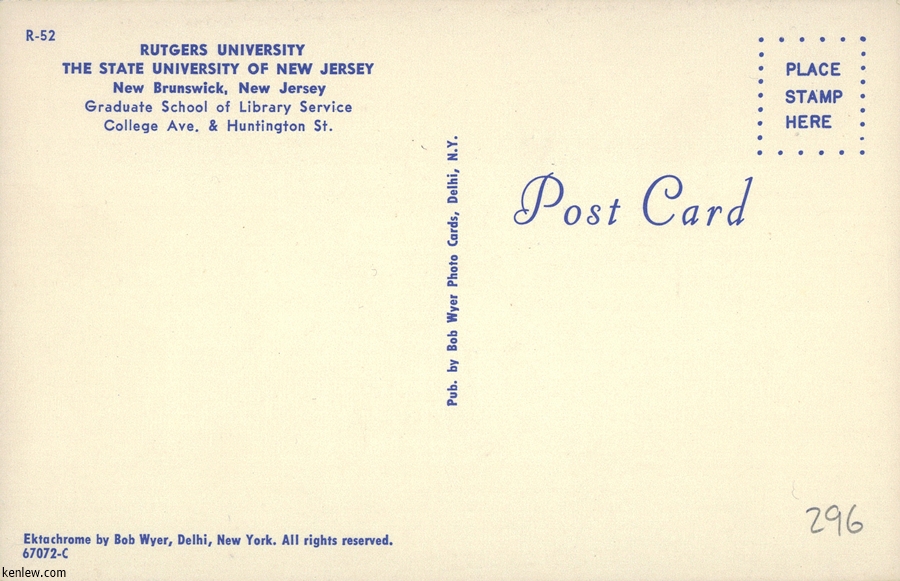 R-52
RUTGERS UNIVERSITY
THE STATE UNIVERSITY OF NEW JERSEY
New Brunswick, New Jersey
Graduate School of Library Service
College Ave. & Huntington St.
PLACE
STAMP
HERE
Post Card
Pub. by Bob Wyer Photo Cards, Delhi, N.Y.
296
Ektachrome by Bob Wyer, Delhi, New York. All rights reserved.
67072-C
kenlew.com